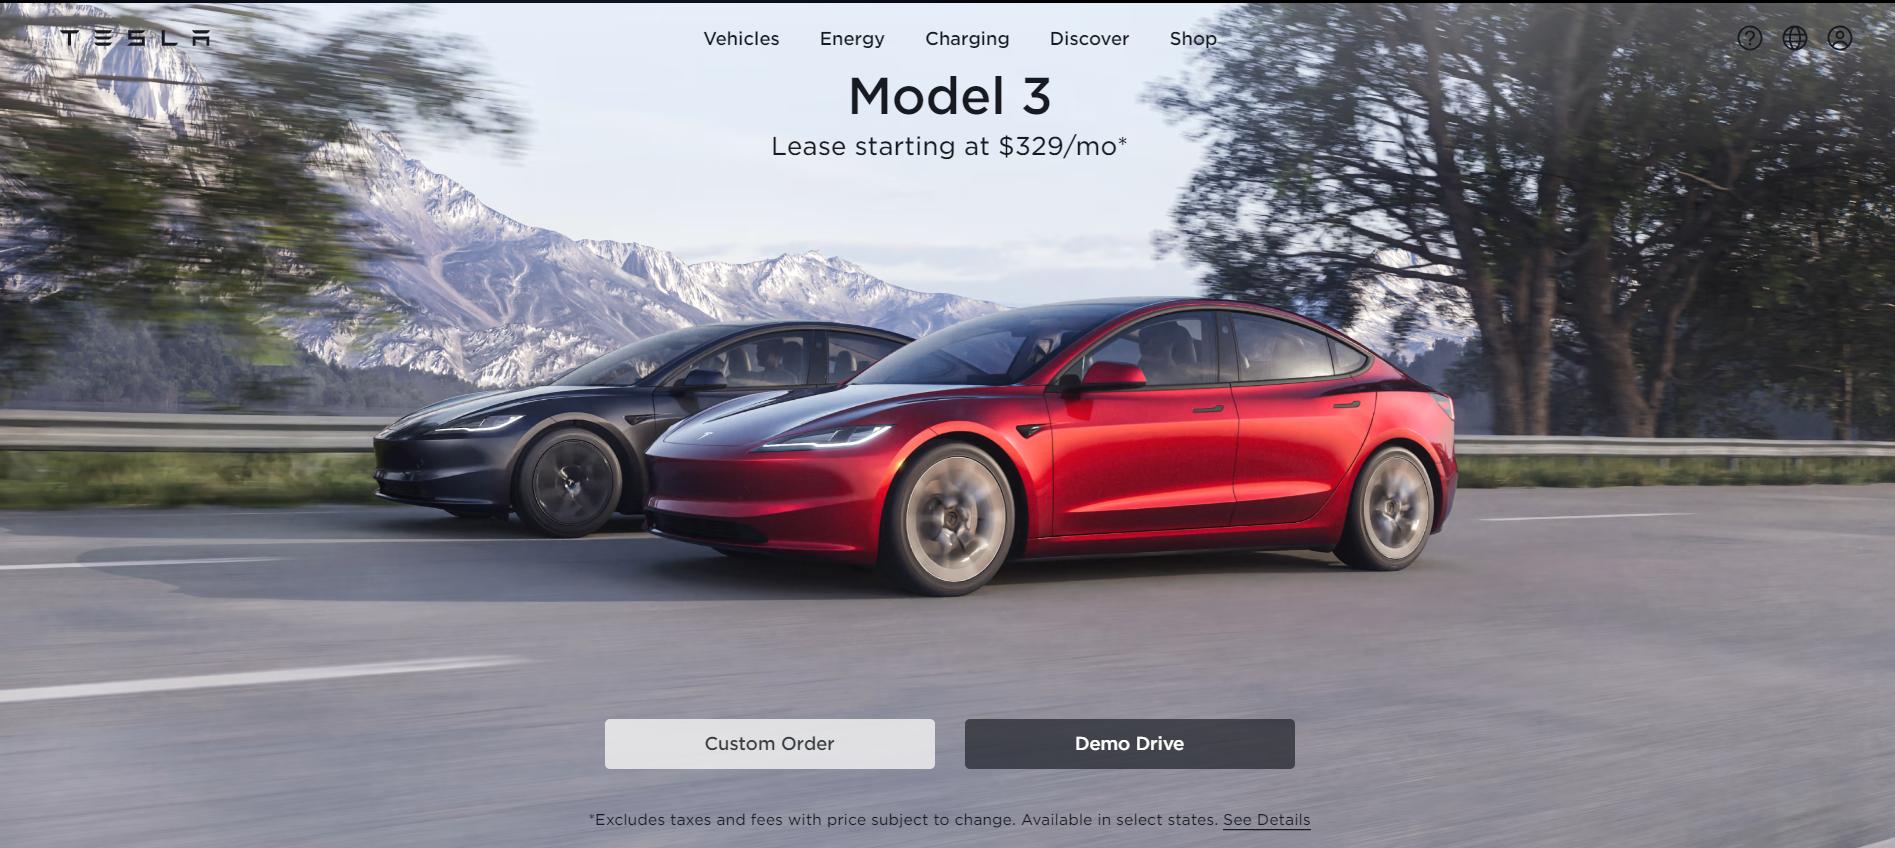 TESLA
Vehicles Energy Charging Discover Shop
Model 3
Lease starting at $329/mo*
Custom Order
Demo Drive
*Excludes taxes and fees with price subject to change. Available in select states. See Details